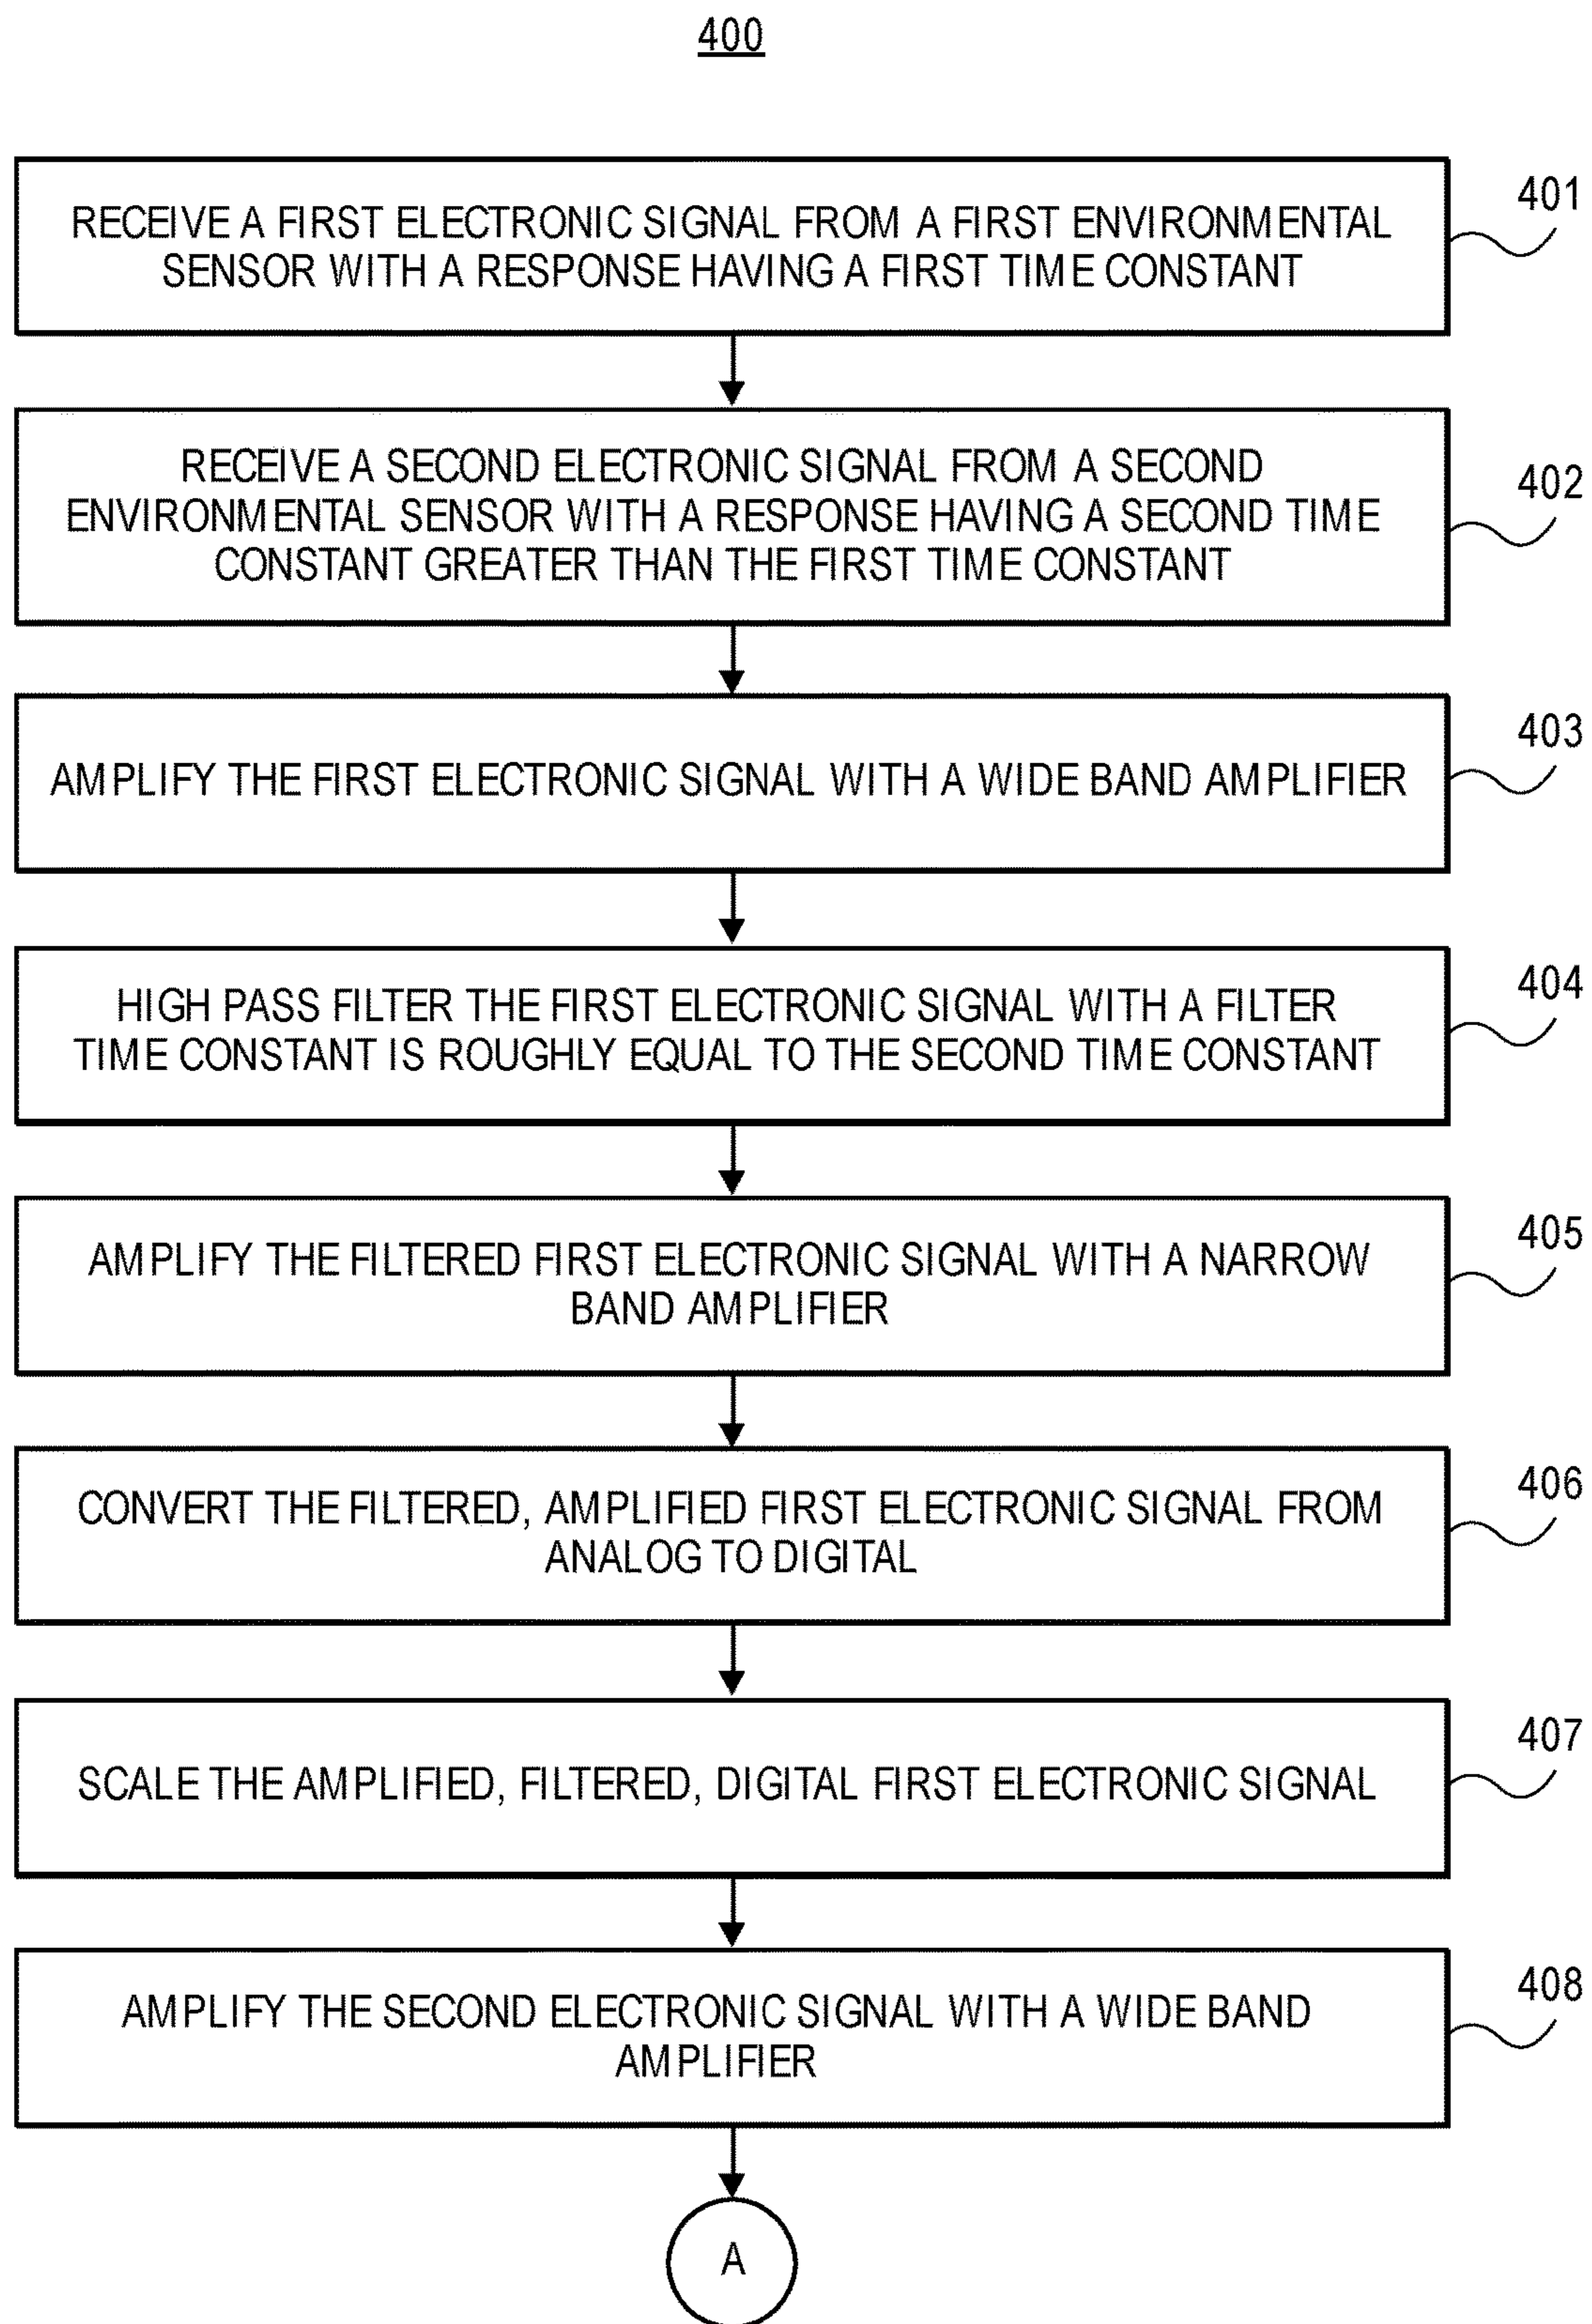 400
401
RECEIVE A FIRST ELECTRONIC SIGNAL FROM A FIRST ENVIRONMENTAL
SENSOR WITH A RESPONSE HAVING A FIRST TIME CONSTANT
402
RECEIVE A SECOND ELECTRONIC SIGNAL FROM A SECOND
ENVIRONMENTAL SENSOR WITH A RESPONSE HAVING A SECOND TIME
CONSTANT GREATER THAN THE FIRST TIME CONSTANT
403
AMPLIFY THE FIRST ELECTRONIC SIGNAL WITH A WIDE BAND AMPLIFIER
404
HIGH PASS FILTER THE FIRST ELECTRONIC SIGNAL WITH A FILTER
TIME CONSTANT IS ROUGHLY EQUAL TO THE SECOND TIME CONSTANT
405
AMPLIFY THE FILTERED FIRST ELECTRONIC SIGNAL WITH A NARROW
BAND AMPLIFIER
406
CONVERT THE FILTERED, AMPLIFIED FIRST ELECTRONIC SIGNAL FROM
ANALOG TO DIGITAL
407
SCALE THE AMPLIFIED, FILTERED, DIGITAL FIRST ELECTRONIC SIGNAL
408
AMPLIFY THE SECOND ELECTRONIC SIGNAL WITH A WIDE BAND
AMPLIFIER
A